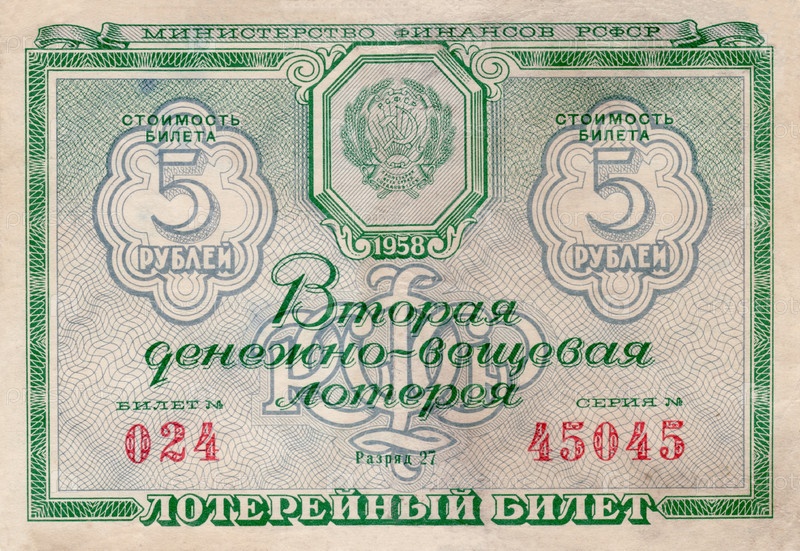 МИНИСТЕРСТВО ФИНАНСОВ РСФСР
СТОИМОСТЬ
БИЛЕТА
5
РУБЛЕЙ
РСФСР
1958
СТОИМОСТЬ
БИЛЕТА
5
РУБЛЕЙ
Вторая
денежно-вещевая
лотерея
РСФСР
БИЛЕТ №
024
СЕРИЯ №
45045
Разряд 27
ЛОТЕРЕЙНЫЙ БИЛЕТ